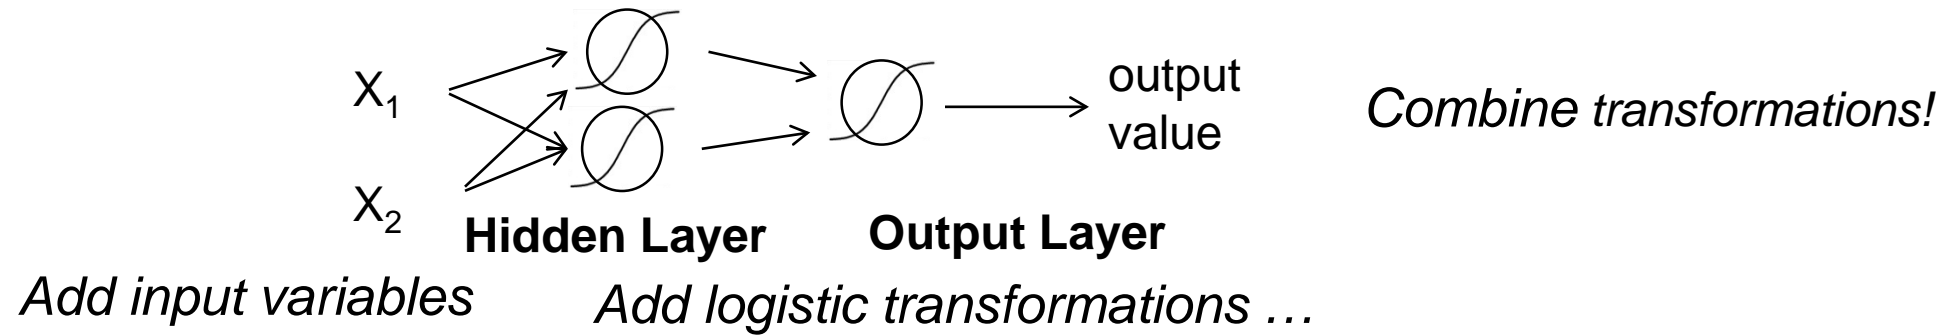 X₁
output
value
Combine transformations!
X₂
Hidden Layer
Output Layer
Add input variables
Add logistic transformations …